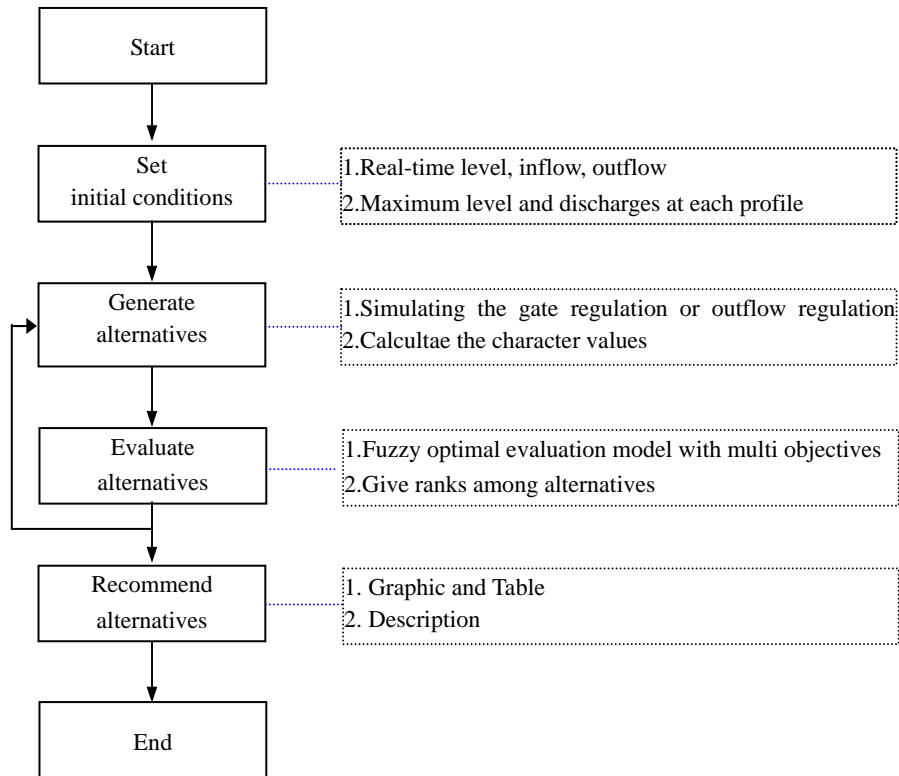 Start
Set
initial conditions
1.Real-time level, inflow, outflow
2.Maximum level and discharges at each profile
Generate
alternatives
1.Simulating the gate regulation or outflow regulation
2.Calcultae the character values
Evaluate
alternatives
1.Fuzzy optimal evaluation model with multi objectives
2.Give ranks among alternatives
Recommend
alternatives
1. Graphic and Table
2. Description
End